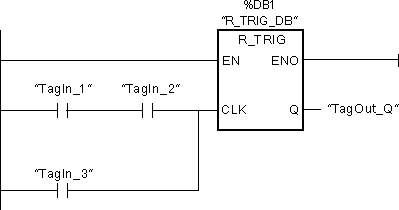 %DB1
"R_TRIG_DB"
R_TRIG
EN ENO
"TagIn_1" "TagIn_2"
CLK Q "TagOut_Q"
"TagIn_3"